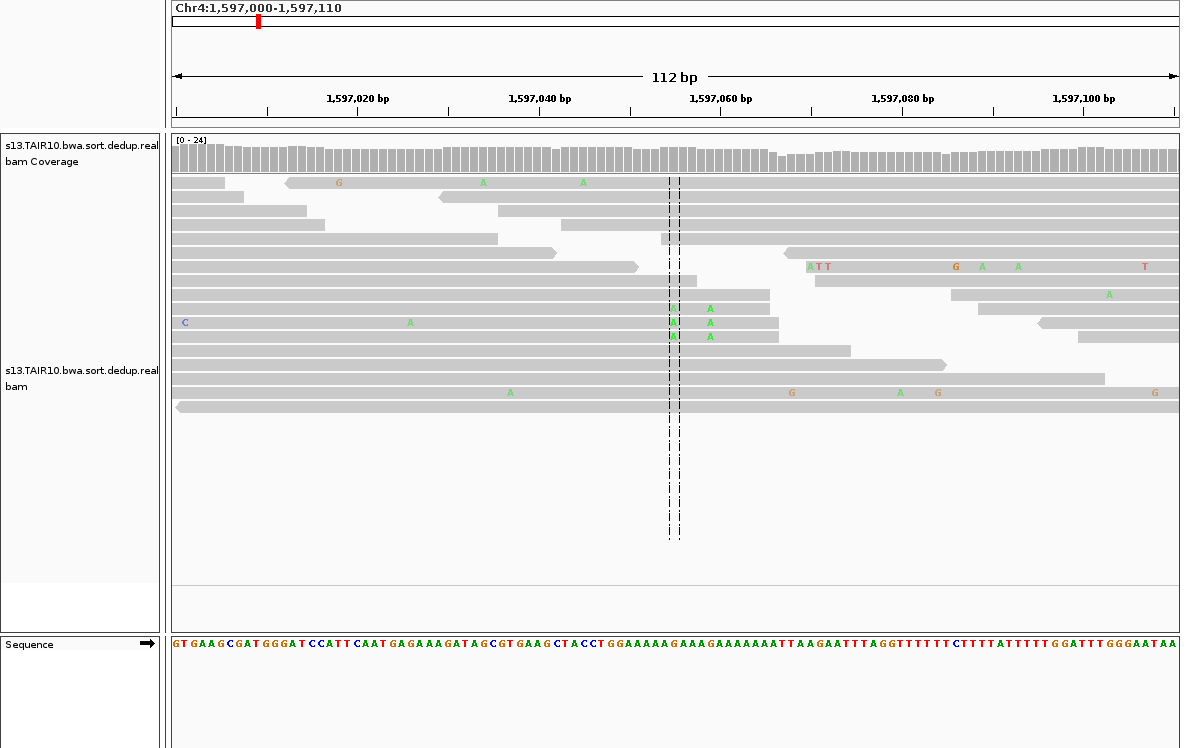 Chr4:1,597,000-1,597,110
112 bp
1,597,020 bp 1,597,040 bp 1,597,060 bp 1,597,080 bp 1,597,100 bp
s13.TAIR10.bwa.sort.dedup.real
bam Coverage
[0 - 24]
G A A
A T T G A A T
A
A A
C A A A
A A
A G A G G
s13.TAIR10.bwa.sort.dedup.real
bam
Sequence
GTGAAGCGATGGGATCCATTCAATGAGAAAGATAGCGTGAAGCTACCTGGAAAAAGAAAGAAAAAAATTAAGAATTTAGGTTTTTTCTTTTATTTTTGGATTTGGGAATAA